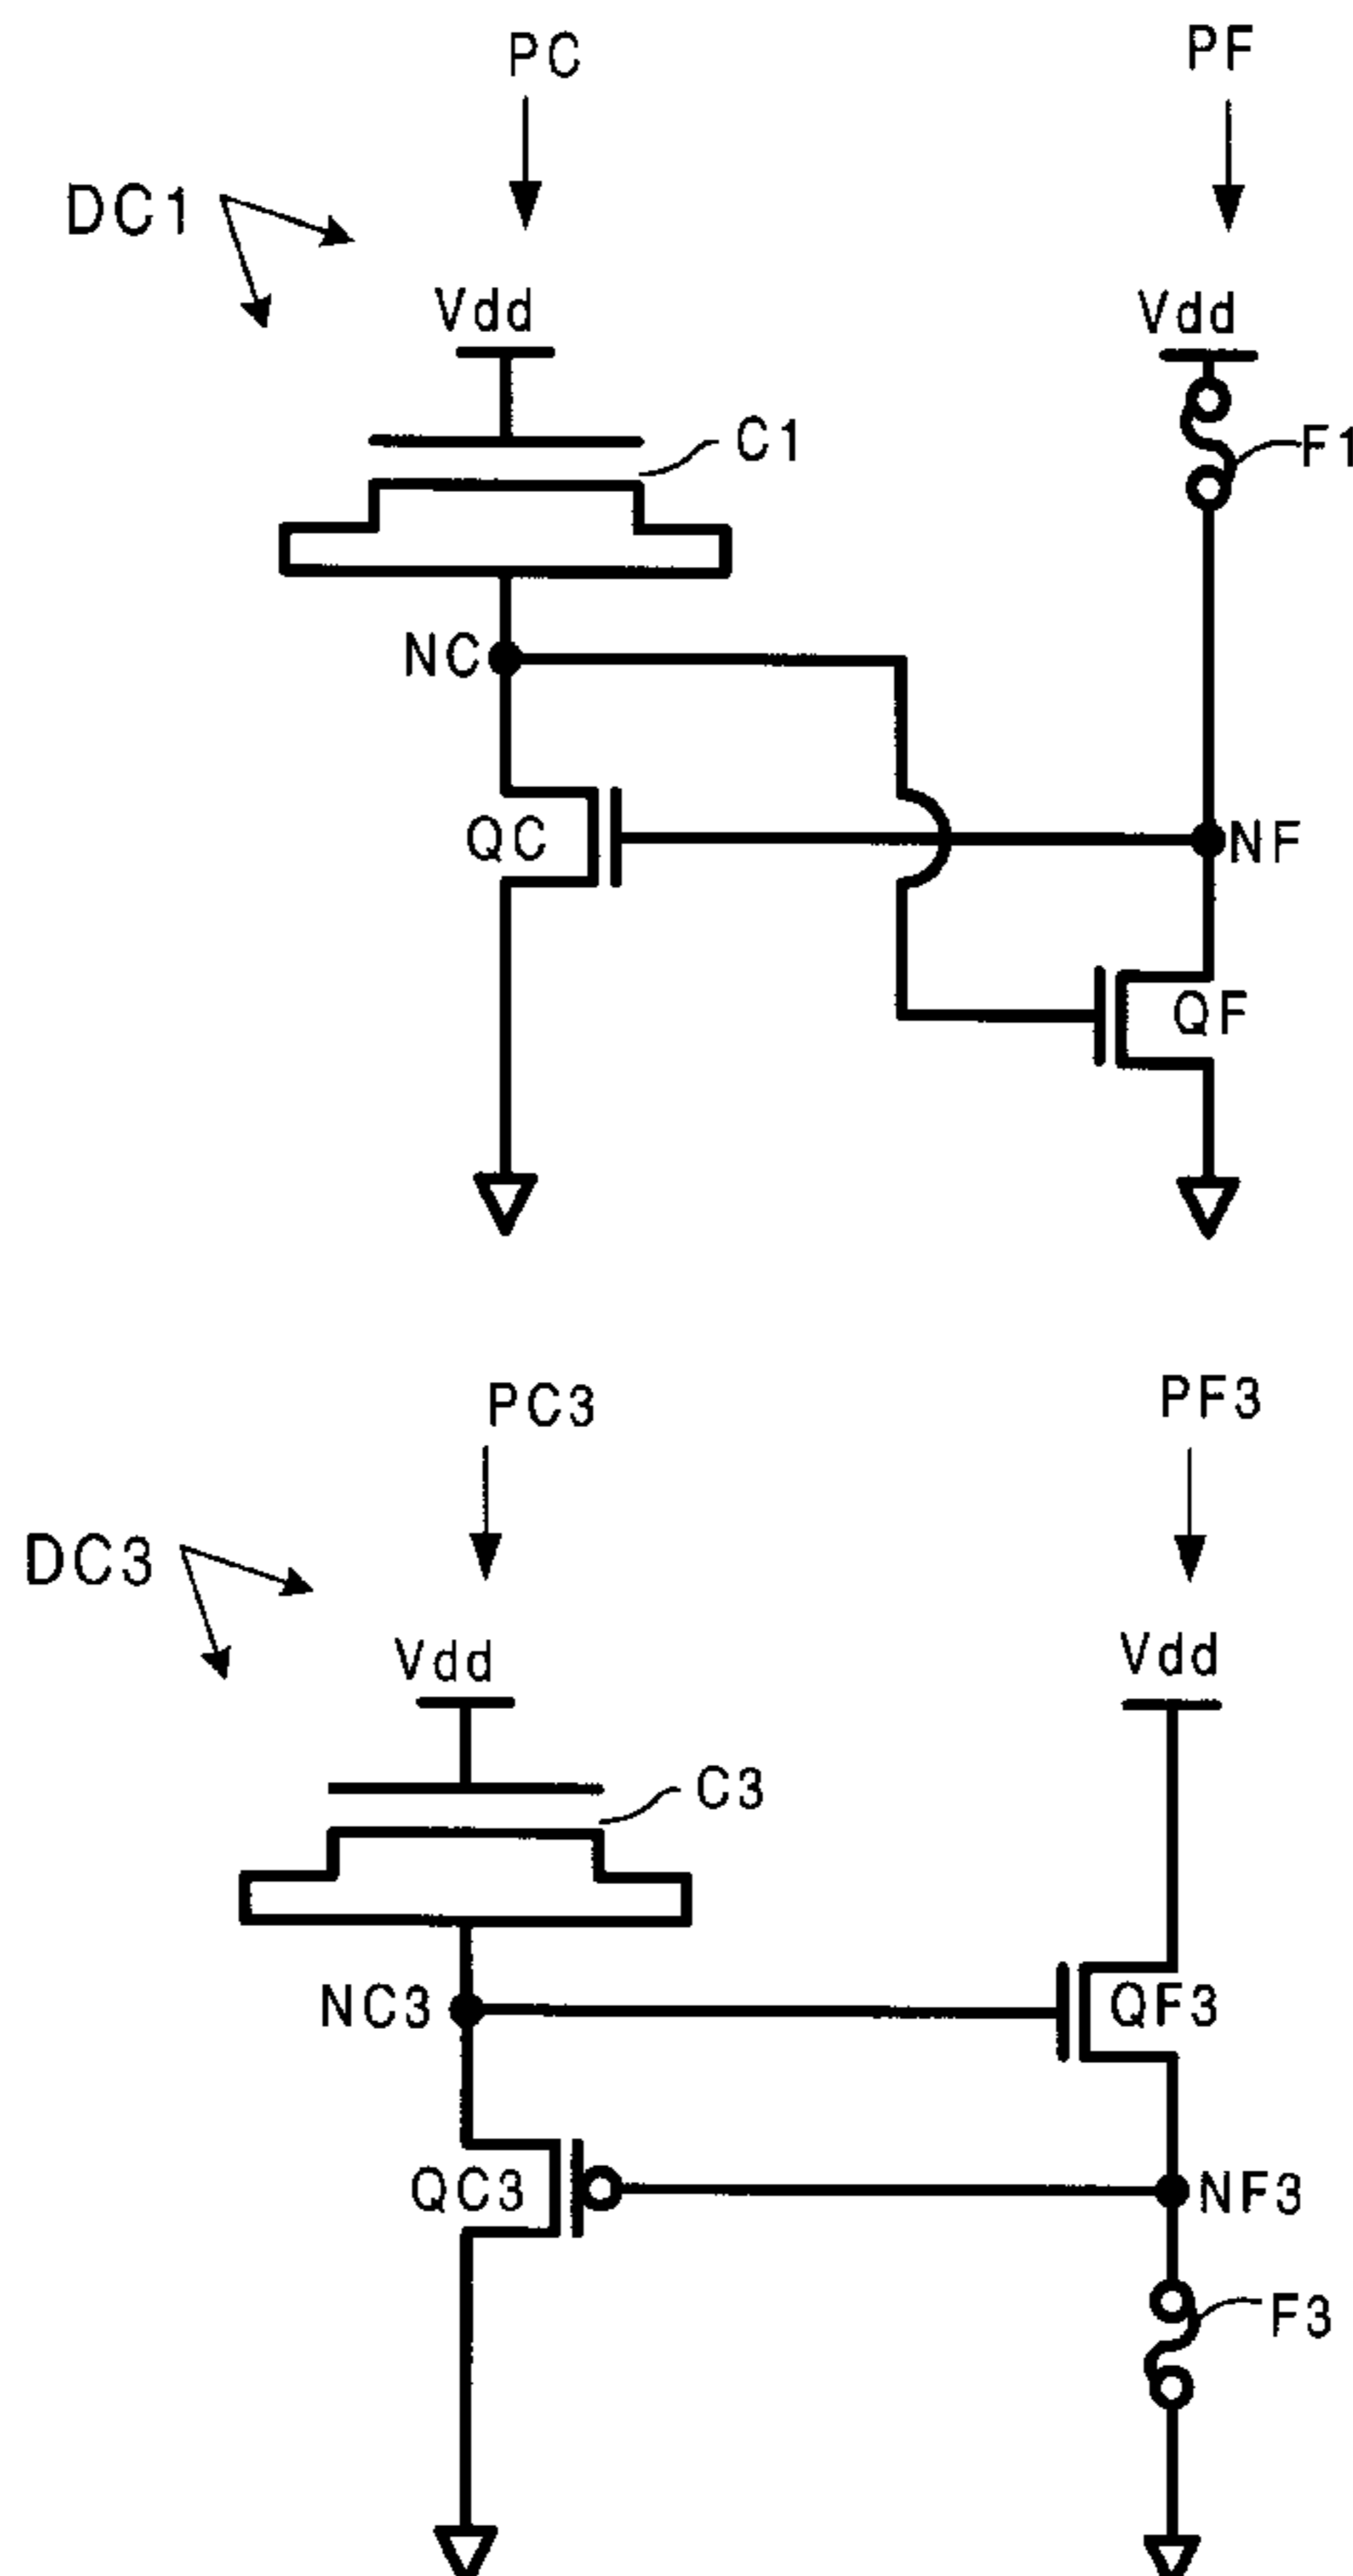 PC
PF
DC1
Vdd
Vdd
C1
F1
NC
QC
NF
QF
PC3
PF3
DC3
Vdd
Vdd
C3
NC3
QF3
QC3
NF3
F3